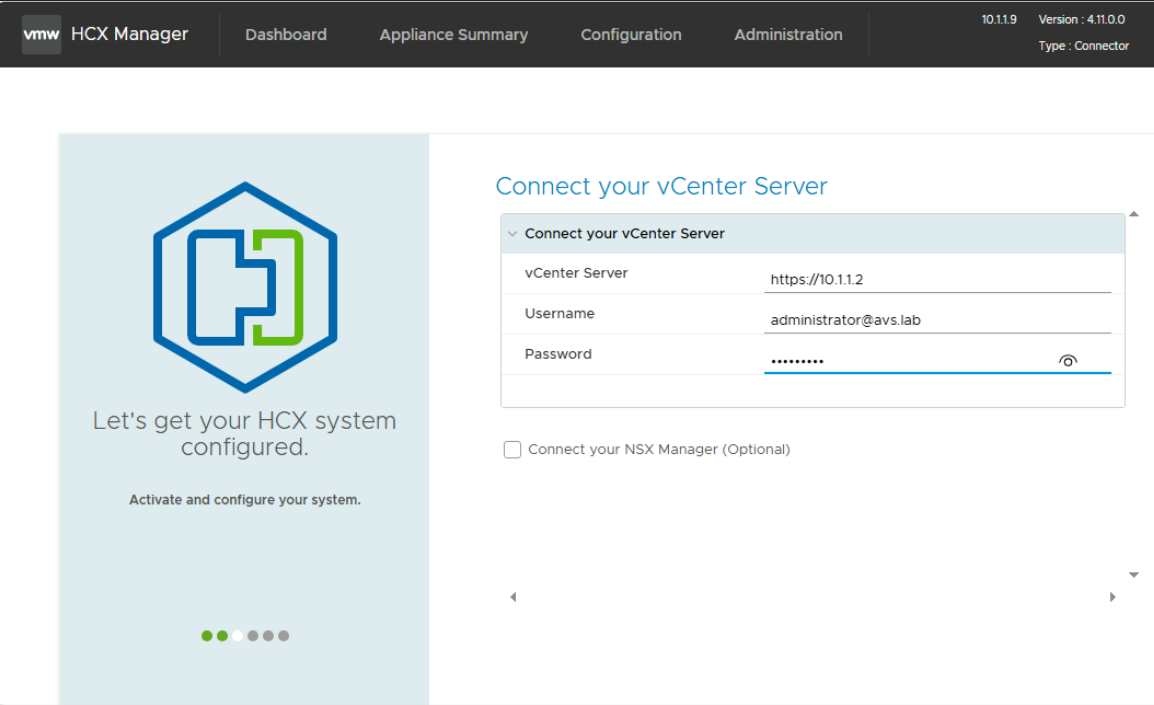 vmw HCX Manager Dashboard Appliance Summary Configuration Administration
10.1.1.9 Version : 4.11.0.0
Type : Connector
Let's get your HCX system
configured.
Activate and configure your system.
Connect your vCenter Server
Connect your vCenter Server
vCenter Server https://10.1.1.2
Username administrator@avs.lab
Password •••••••••
Connect your NSX Manager (Optional)